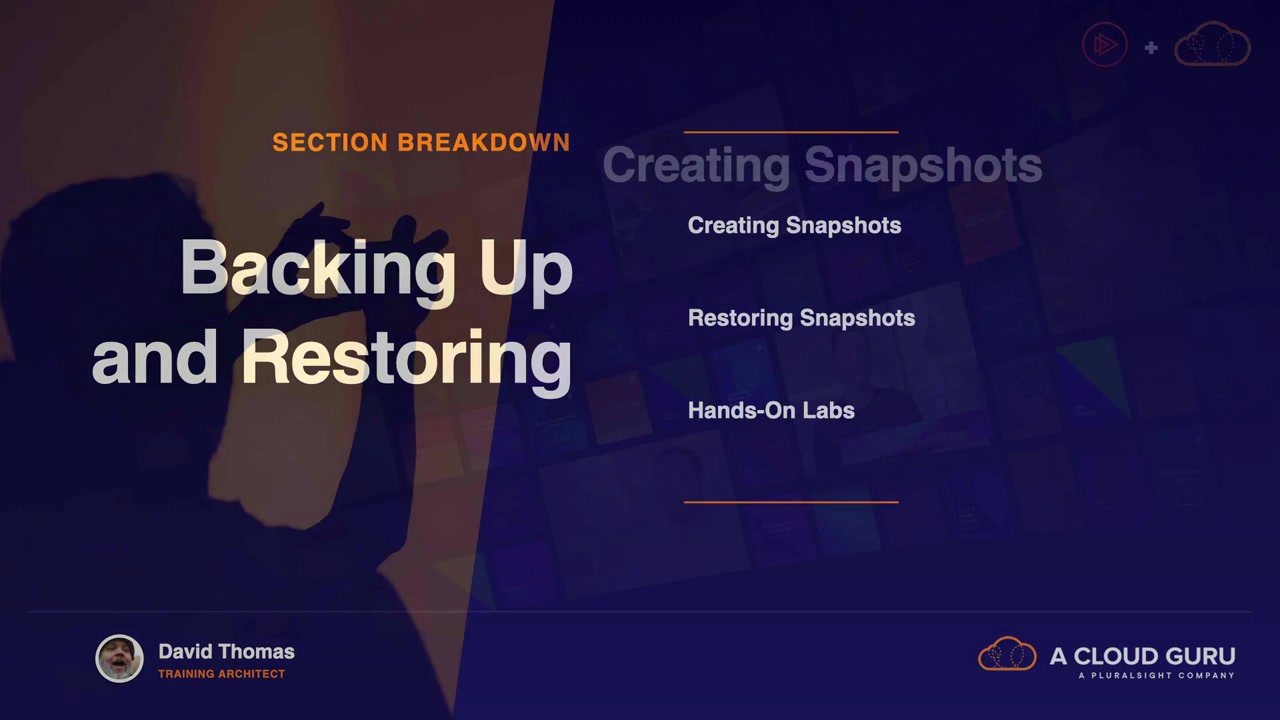 SECTION BREAKDOWN
Backing Up
and Restoring
Creating Snapshots
Creating Snapshots
Restoring Snapshots
Hands-On Labs
David Thomas
TRAINING ARCHITECT
A CLOUD GURU
A PLURALSIGHT COMPANY